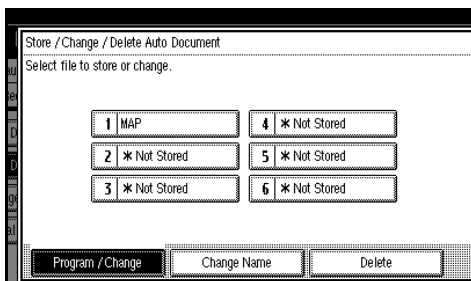 Store / Change / Delete Auto Document
Select file to store or change.
1 MAP 4 * Not Stored
2 * Not Stored 5 * Not Stored
3 * Not Stored 6 * Not Stored
Program / Change Change Name Delete